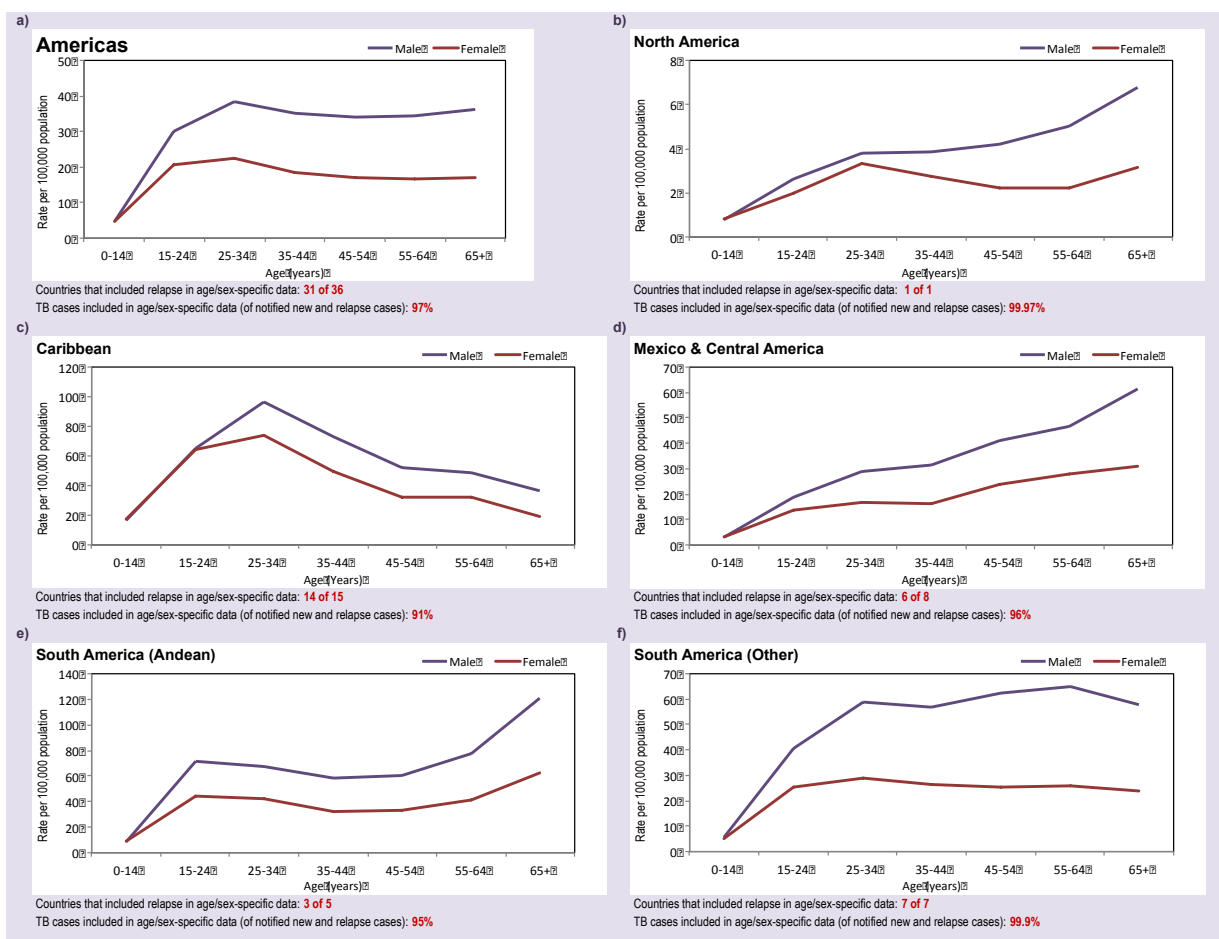 a)
Americas
Male Female
50
40
30
20
10
0
Rate per 100,000 population
0-14 15-24 25-34 35-44 45-54 55-64 65+
Age (years)
Countries that included relapse in age/sex-specific data: 31 of 36
TB cases included in age/sex-specific data (of notified new and relapse cases): 97%
b)
North America
Male Female
8
6
4
2
0
Rate per 100,000 population
0-14 15-24 25-34 35-44 45-54 55-64 65+
Age (years)
Countries that included relapse in age/sex-specific data: 1 of 1
TB cases included in age/sex-specific data (of notified new and relapse cases): 99.97%
c)
Caribbean
Male Female
120
100
80
60
40
20
0
Rate per 100,000 population
0-14 15-24 25-34 35-44 45-54 55-64 65+
Age (Years)
Countries that included relapse in age/sex-specific data: 14 of 15
TB cases included in age/sex-specific data (of notified new and relapse cases): 91%
d)
Mexico & Central America
Male Female
70
60
50
40
30
20
10
0
Rate per 100,000 population
0-14 15-24 25-34 35-44 45-54 55-64 65+
Age (years)
Countries that included relapse in age/sex-specific data: 6 of 8
TB cases included in age/sex-specific data (of notified new and relapse cases): 96%
e)
South America (Andean)
Male Female
140
120
100
80
60
40
20
0
Rate per 100,000 population
0-14 15-24 25-34 35-44 45-54 55-64 65+
Age (years)
Countries that included relapse in age/sex-specific data: 3 of 5
TB cases included in age/sex-specific data (of notified new and relapse cases): 95%
f)
South America (Other)
Male Female
70
60
50
40
30
20
10
0
Rate per 100,000 population
0-14 15-24 25-34 35-44 45-54 55-64 65+
Age (years)
Countries that included relapse in age/sex-specific data: 7 of 7
TB cases included in age/sex-specific data (of notified new and relapse cases): 99.9%